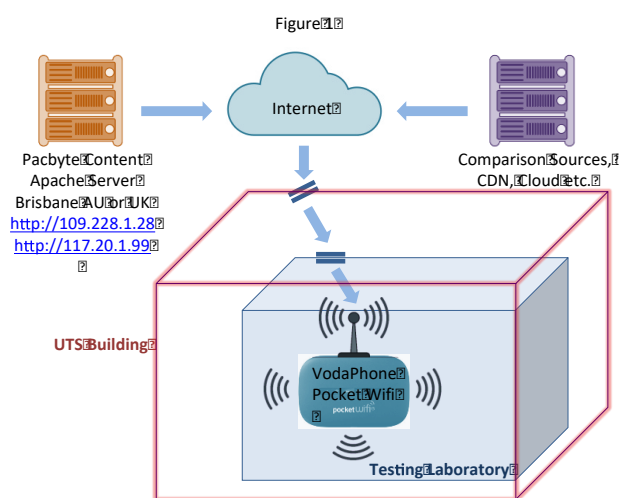 Figure 1
Internet
Pacbyte Content
Apache Server
Brisbane AU or UK
http://109.228.1.28
http://117.20.1.99
Comparison Sources,
CDN, Cloud etc.
UTS Building
VodaPhone
Pocket Wifi
pocket wifi
Testing Laboratory